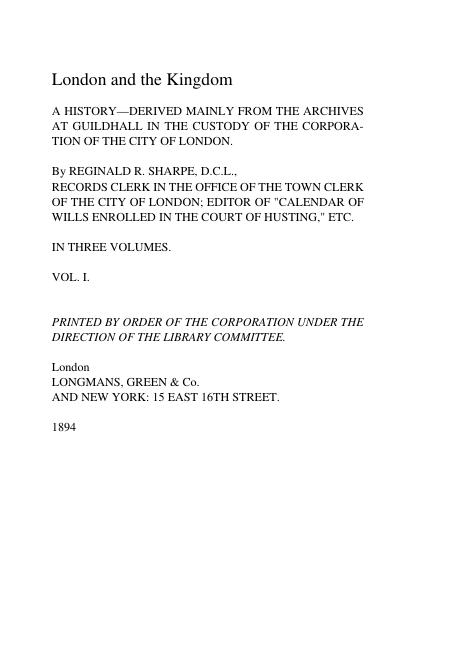 London and the Kingdom
A HISTORY—DERIVED MAINLY FROM THE ARCHIVES
AT GUILDHALL IN THE CUSTODY OF THE CORPORA-
TION OF THE CITY OF LONDON.
By REGINALD R. SHARPE, D.C.L.,
RECORDS CLERK IN THE OFFICE OF THE TOWN CLERK
OF THE CITY OF LONDON; EDITOR OF "CALENDAR OF
WILLS ENROLLED IN THE COURT OF HUSTING," ETC.
IN THREE VOLUMES.
VOL. I.
PRINTED BY ORDER OF THE CORPORATION UNDER THE
DIRECTION OF THE LIBRARY COMMITTEE.
London
LONGMANS, GREEN & Co.
AND NEW YORK: 15 EAST 16TH STREET.
1894